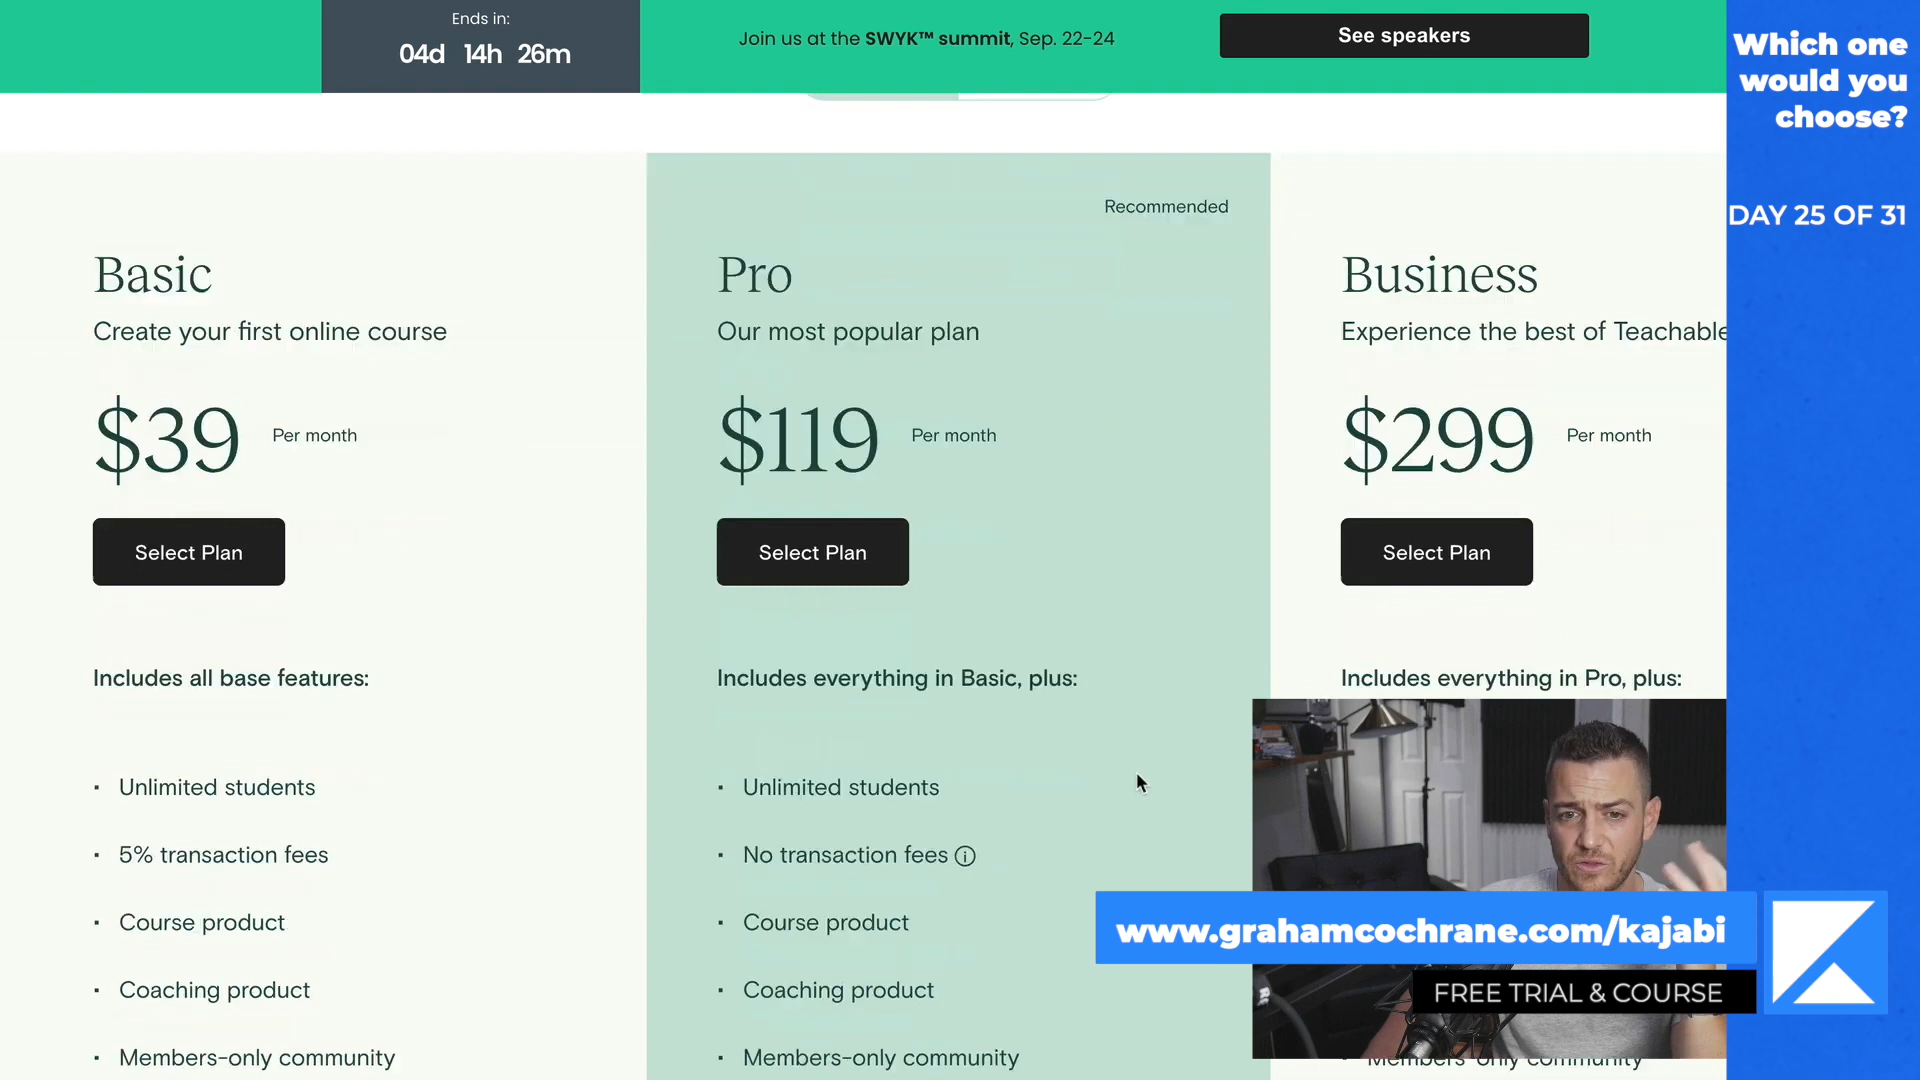 Ends in:
04d 14h 26m
Join us at the SWYK™ summit, Sep. 22-24
See speakers
Which one
would you
choose?
DAY 25 OF 31
Recommended
Basic
Create your first online course
$39 Per month
Select Plan
Includes all base features:
· Unlimited students
· 5% transaction fees
· Course product
· Coaching product
· Members-only community
Pro
Our most popular plan
$119 Per month
Select Plan
Includes everything in Basic, plus:
· Unlimited students
· No transaction fees
· Course product
· Coaching product
· Members-only community
Business
Experience the best of Teachable
$299 Per month
Select Plan
Includes everything in Pro, plus:
Members-only community
www.grahamcochrane.com/kajabi
FREE TRIAL & COURSE